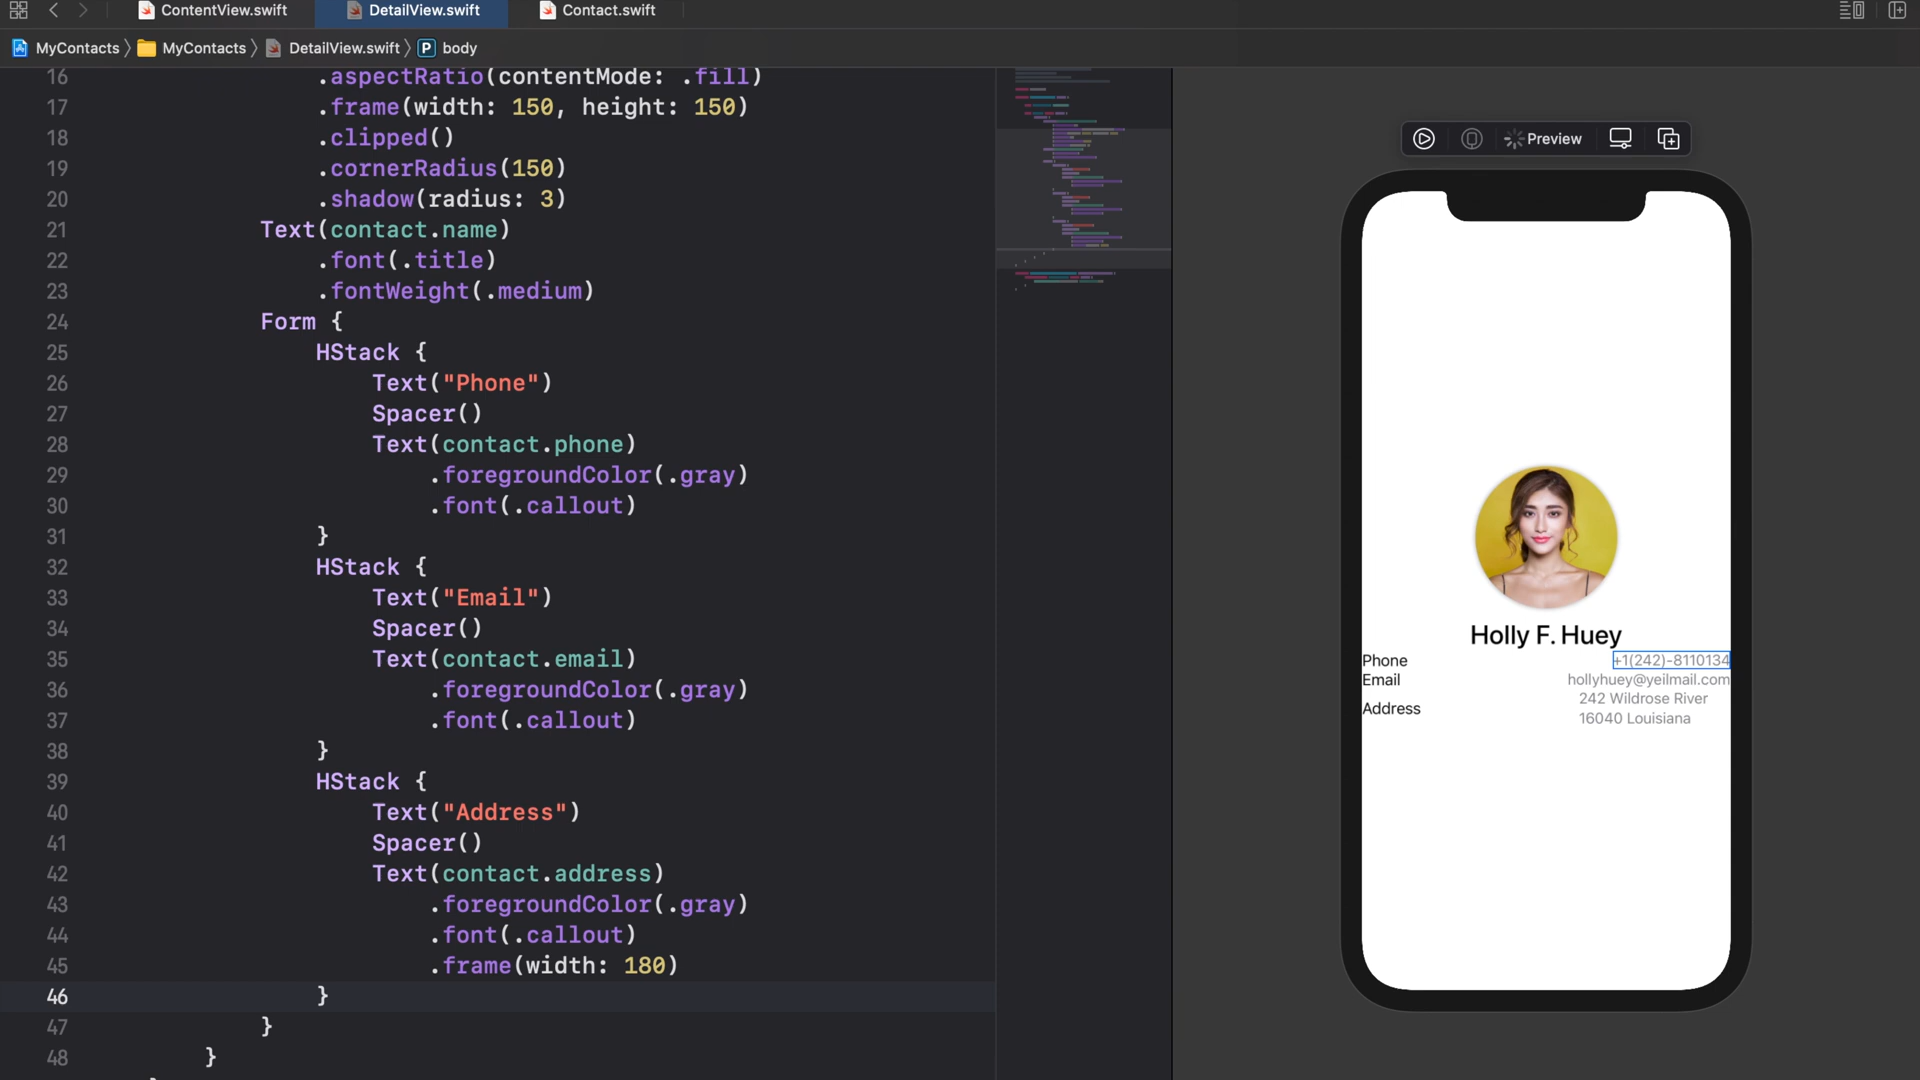 ContentView.swift
DetailView.swift
Contact.swift
MyContacts
MyContacts
DetailView.swift
P body
16 .aspectRatio(contentMode: .fill)
17 .frame(width: 150, height: 150)
18 .clipped()
19 .cornerRadius(150)
20 .shadow(radius: 3)
21 Text(contact.name)
22 .font(.title)
23 .fontWeight(.medium)
24 Form {
25 HStack {
26 Text("Phone")
27 Spacer()
28 Text(contact.phone)
29 .foregroundColor(.gray)
30 .font(.callout)
31 }
32 HStack {
33 Text("Email")
34 Spacer()
35 Text(contact.email)
36 .foregroundColor(.gray)
37 .font(.callout)
38 }
39 HStack {
40 Text("Address")
41 Spacer()
42 Text(contact.address)
43 .foregroundColor(.gray)
44 .font(.callout)
45 .frame(width: 180)
46 }
47 }
48 }
Preview
Holly F. Huey
Phone +1(242)-8110134
Email hollyhuey@yeilmail.com
Address 242 Wildrose River
16040 Louisiana